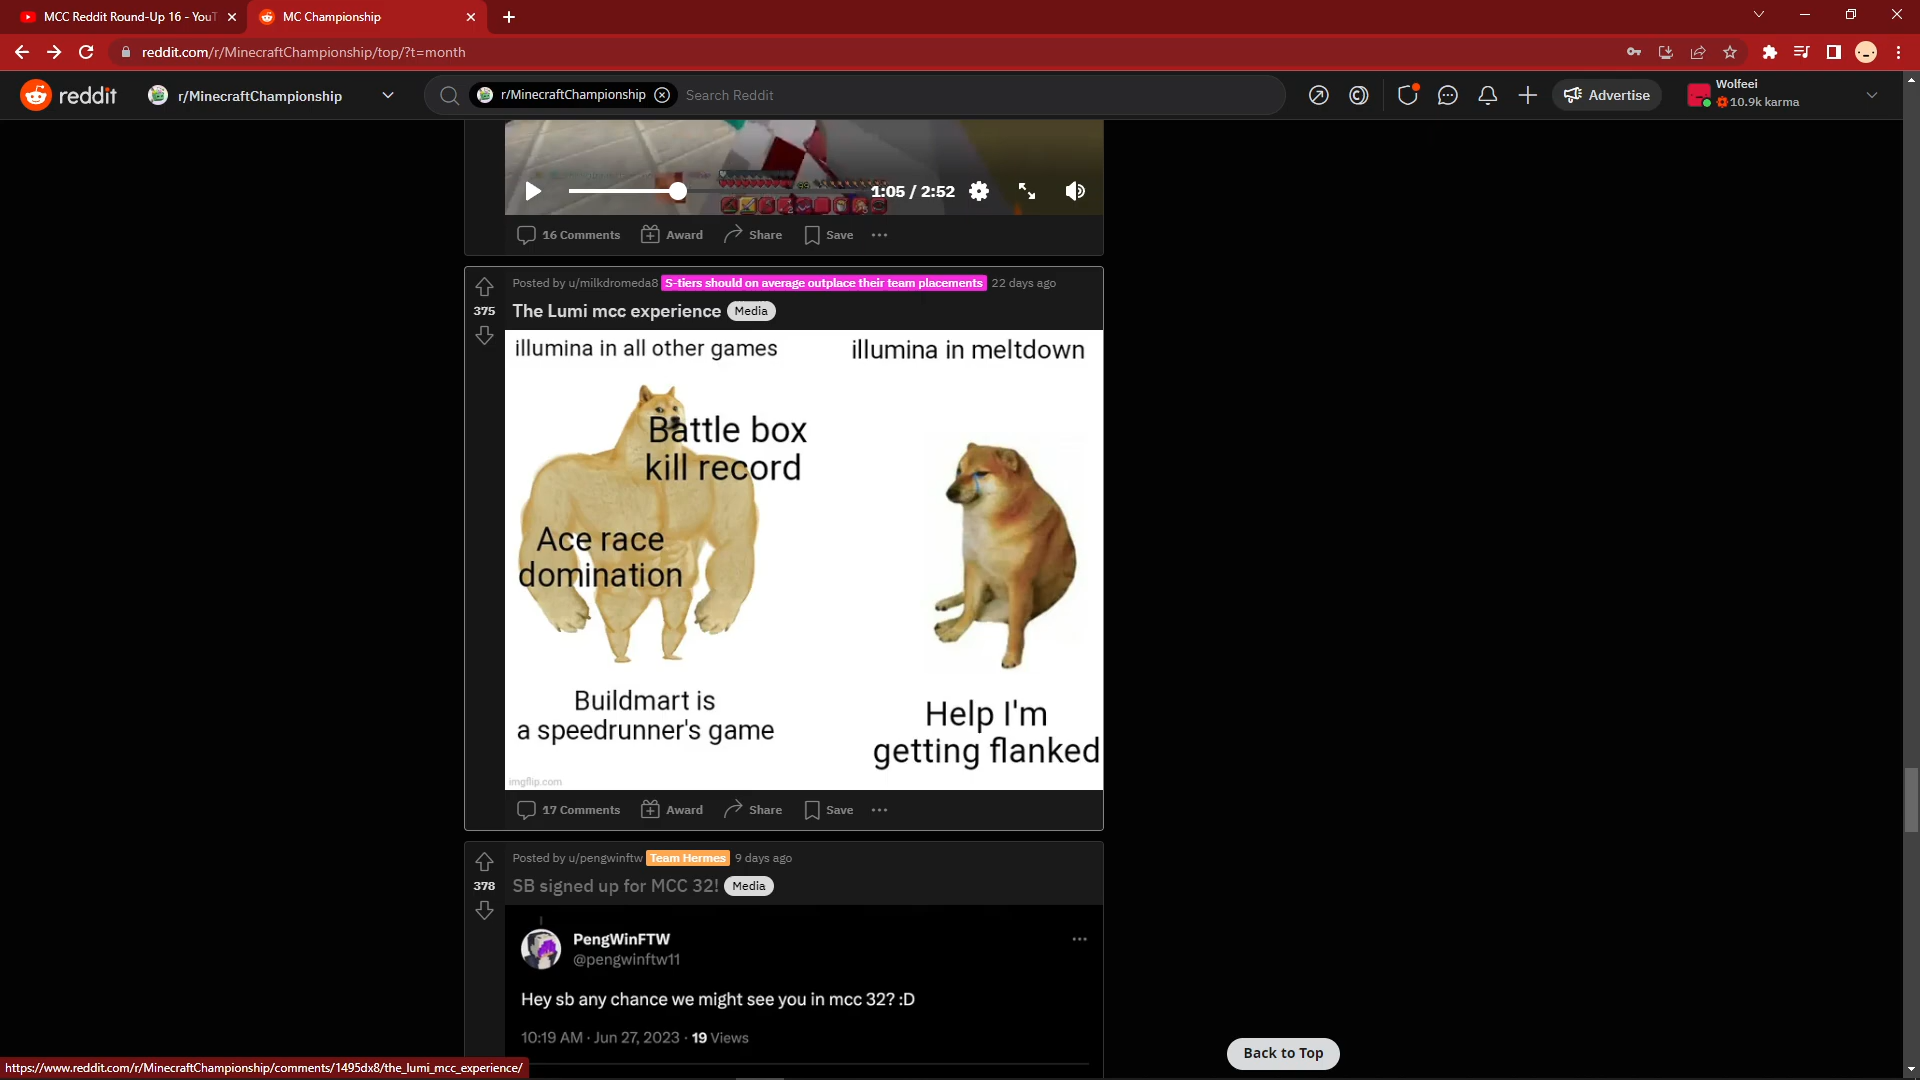 MCC Reddit Round-Up 16 - YouT
MC Championship
reddit.com/r/MinecraftChampionship/top/?t=month
reddit
r/MinecraftChampionship
r/MinecraftChampionship
Search Reddit
Advertise
Wolfeei
10.9k karma
1:05 / 2:52
16 Comments
Award
Share
Save
Posted by u/milkdromeda8 S-tiers should on average outplace their team placements 22 days ago
375
The Lumi mcc experience Media
illumina in all other games
illumina in meltdown
Battle box
kill record
Ace race
domination
Buildmart is
a speedrunner's game
Help I'm
getting flanked
imgflip.com
17 Comments
Award
Share
Save
Posted by u/pengwinftw Team Hermes 9 days ago
378
SB signed up for MCC 32! Media
PengWinFTW
@pengwinftw11
Hey sb any chance we might see you in mcc 32? :D
10:19 AM · Jun 27, 2023 · 19 Views
Back to Top
https://www.reddit.com/r/MinecraftChampionship/comments/1495dx8/the_lumi_mcc_experience/